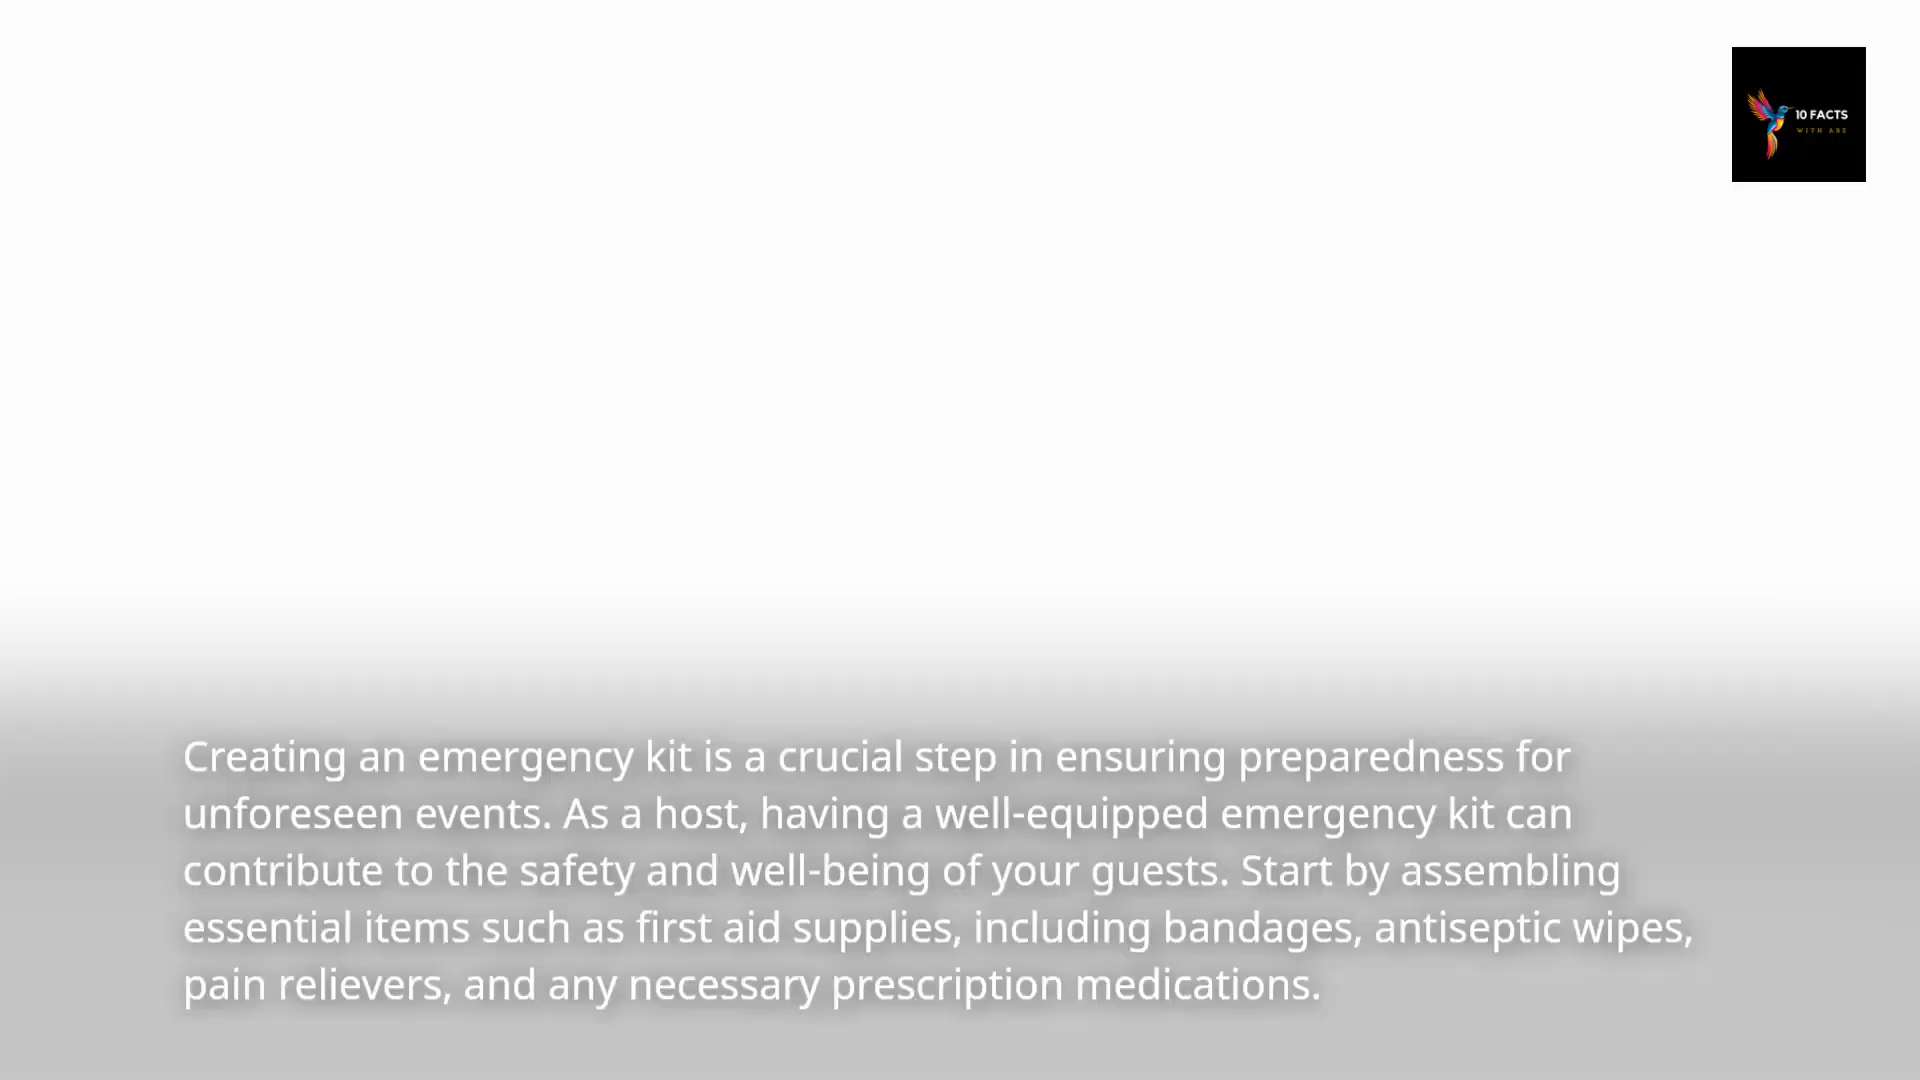 10 FACTS
WITH ABE
Creating an emergency kit is a crucial step in ensuring preparedness for
unforeseen events. As a host, having a well-equipped emergency kit can
contribute to the safety and well-being of your guests. Start by assembling
essential items such as first aid supplies, including bandages, antiseptic wipes,
pain relievers, and any necessary prescription medications.